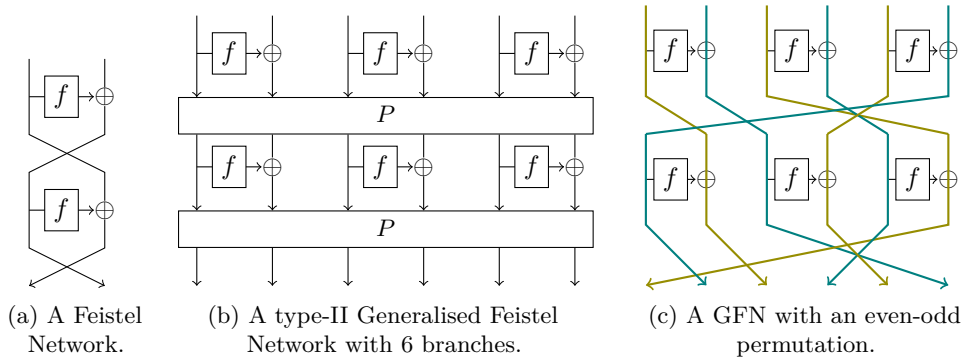 f
f
(a) A Feistel
Network.
f f f
P
f f f
P
(b) A type-II Generalised Feistel
Network with 6 branches.
f f f
f f f
(c) A GFN with an even-odd
permutation.